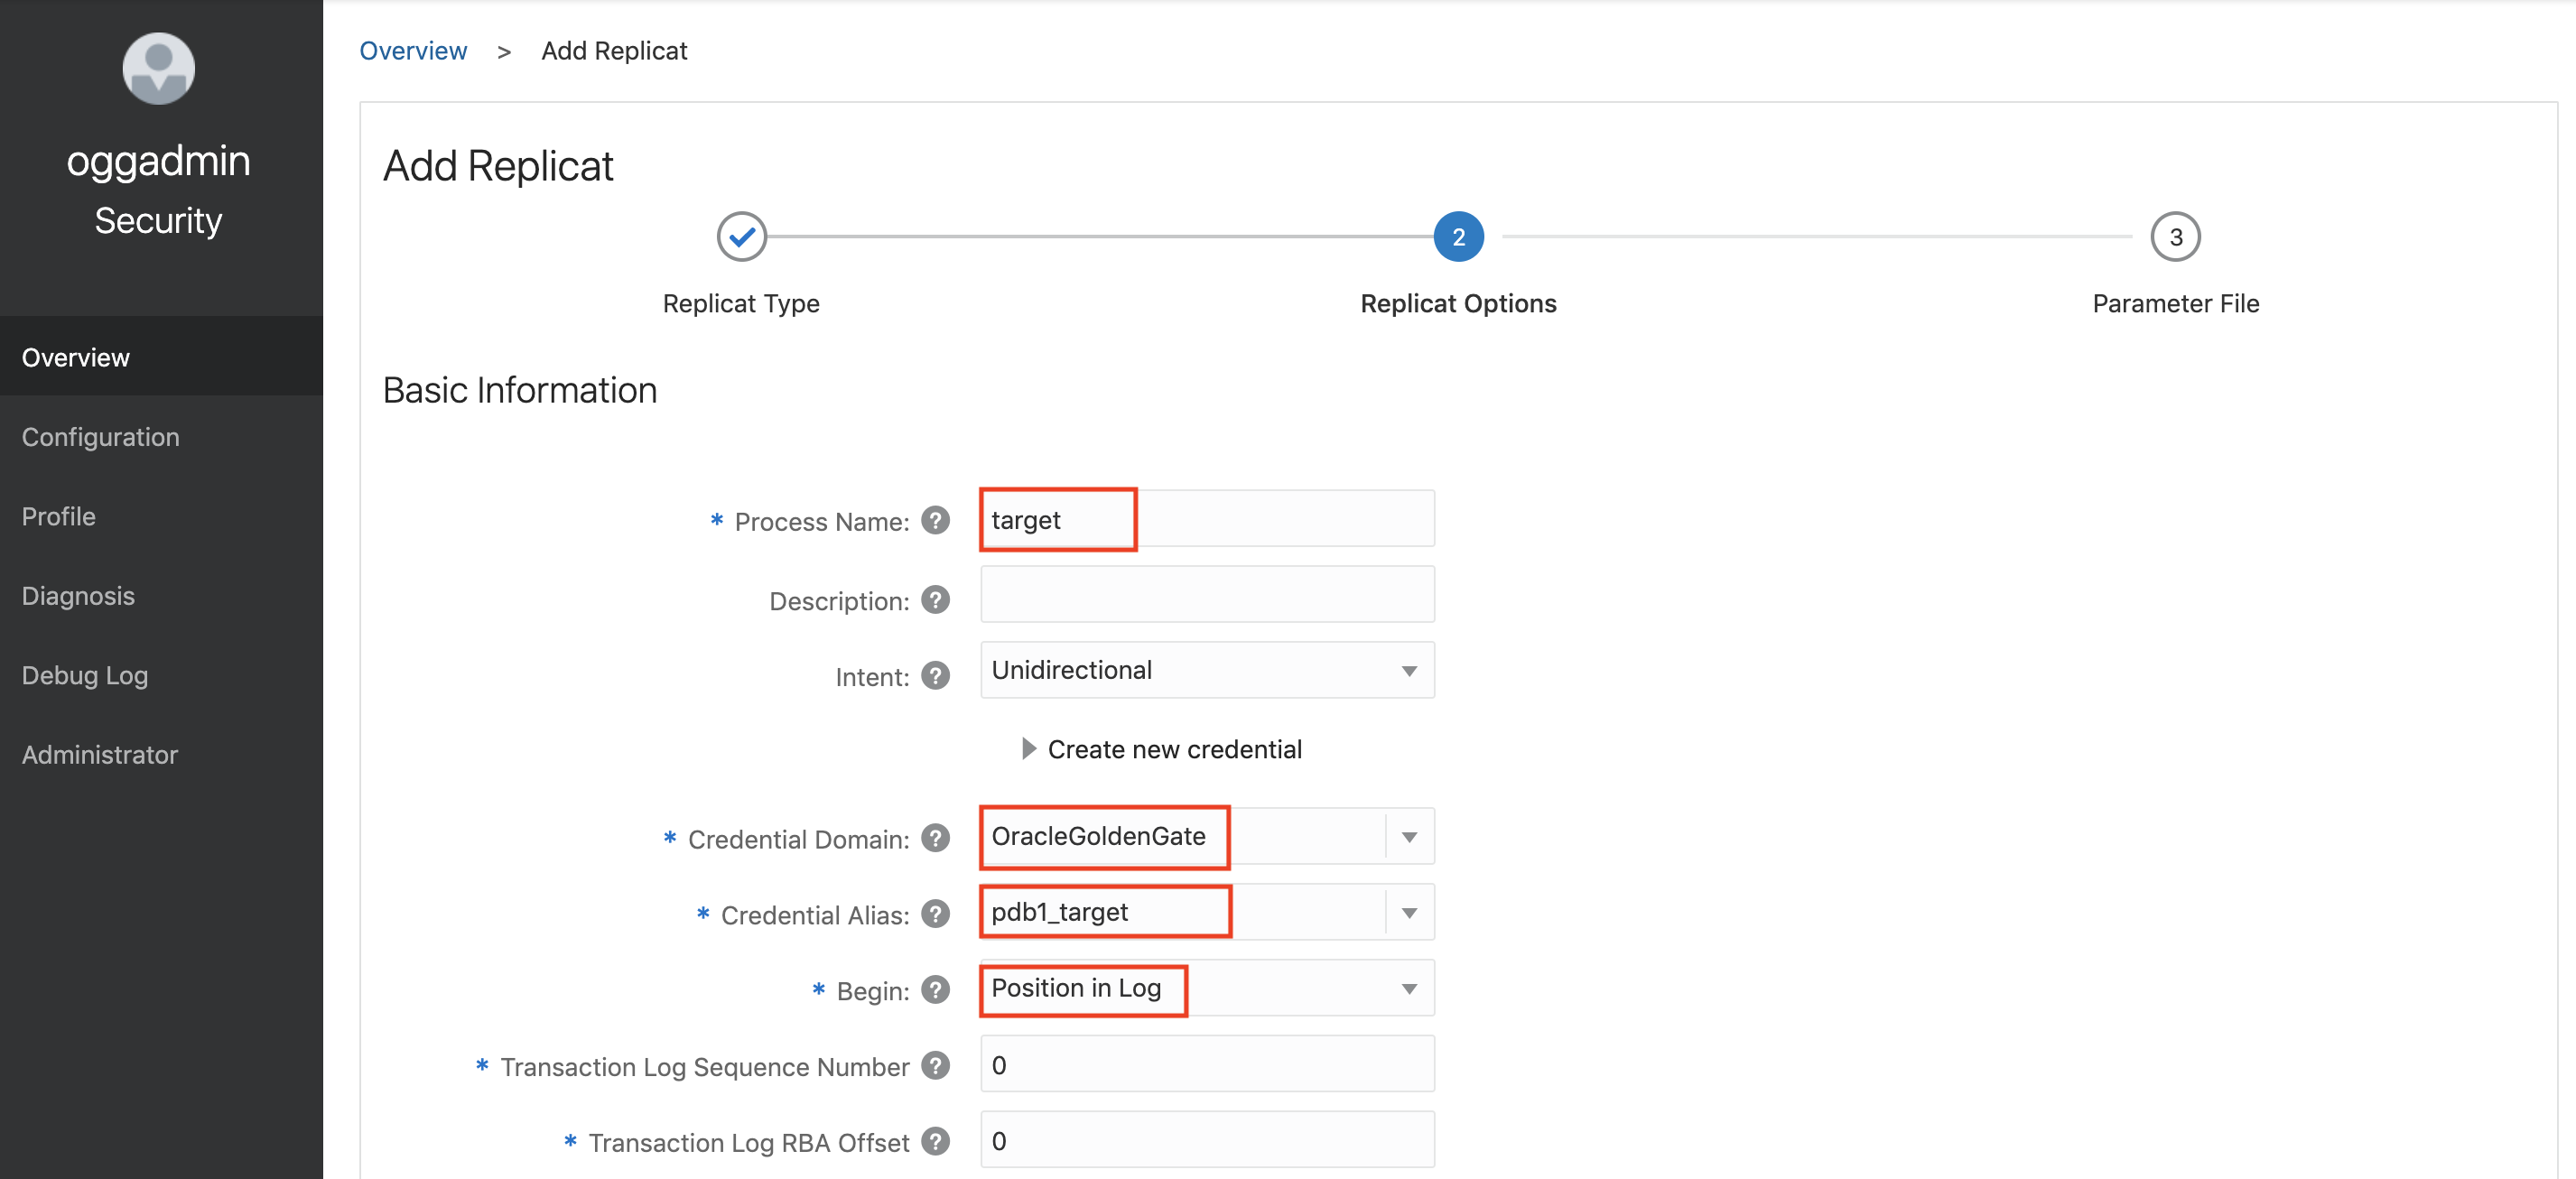 oggadmin
Security
Overview
Configuration
Profile
Diagnosis
Debug Log
Administrator
Overview > Add Replicat
Add Replicat
2
3
Replicat Type
Replicat Options
Parameter File
Basic Information
* Process Name: ? target
Description: ?
Intent: ? Unidirectional
Create new credential
* Credential Domain: ? OracleGoldenGate
* Credential Alias: ? pdb1_target
* Begin: ? Position in Log
* Transaction Log Sequence Number ? 0
* Transaction Log RBA Offset ? 0